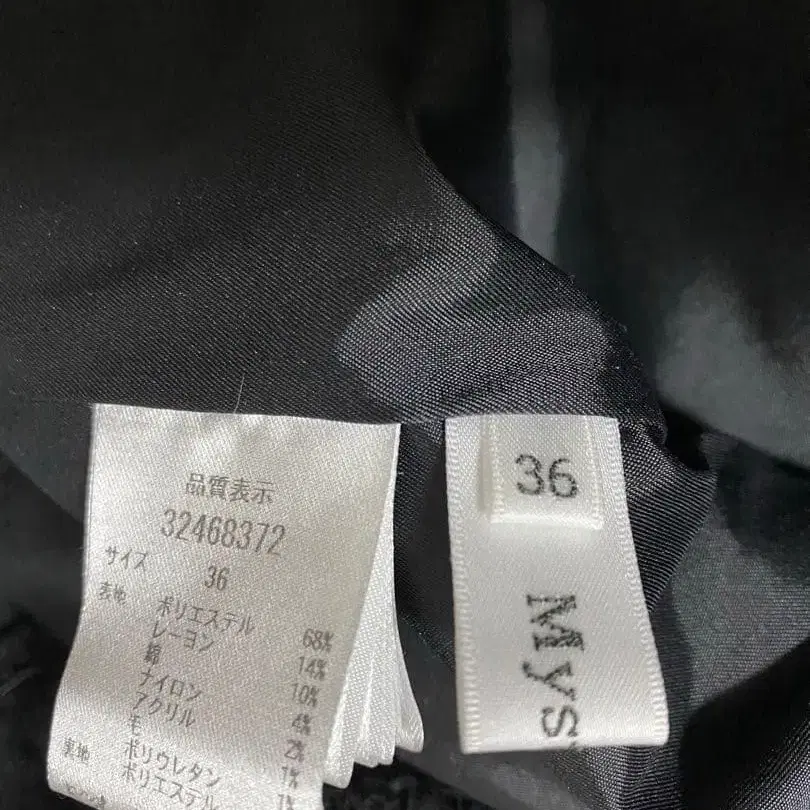 品質表示
32468372
サイズ 36
表地 ポリエステル 68%
レーヨン 14%
綿 10%
ナイロン 4%
アクリル 2%
毛 1%
ポリウレタン 1%
裏地 ポリエステル
36
Mys